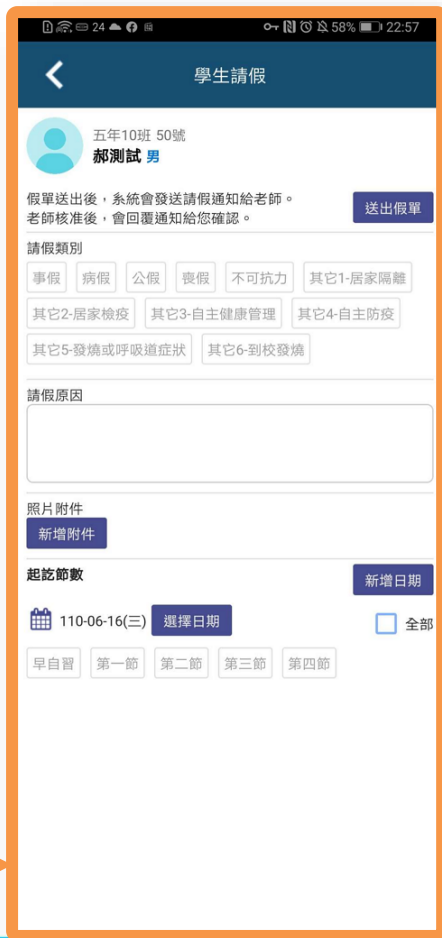 24 58% 22:57
學生請假
五年10班 50號
郝測試 男
假單送出後，系統會發送請假通知給老師。
老師核准後，會回覆通知給您確認。
送出假單
請假類別
事假 病假 公假 喪假 不可抗力 其它1-居家隔離
其它2-居家檢疫 其它3-自主健康管理 其它4-自主防疫
其它5-發燒或呼吸道症狀 其它6-到校發燒
請假原因
照片附件
新增附件
起訖節數 新增日期
110-06-16(三) 選擇日期 全部
早自習 第一節 第二節 第三節 第四節